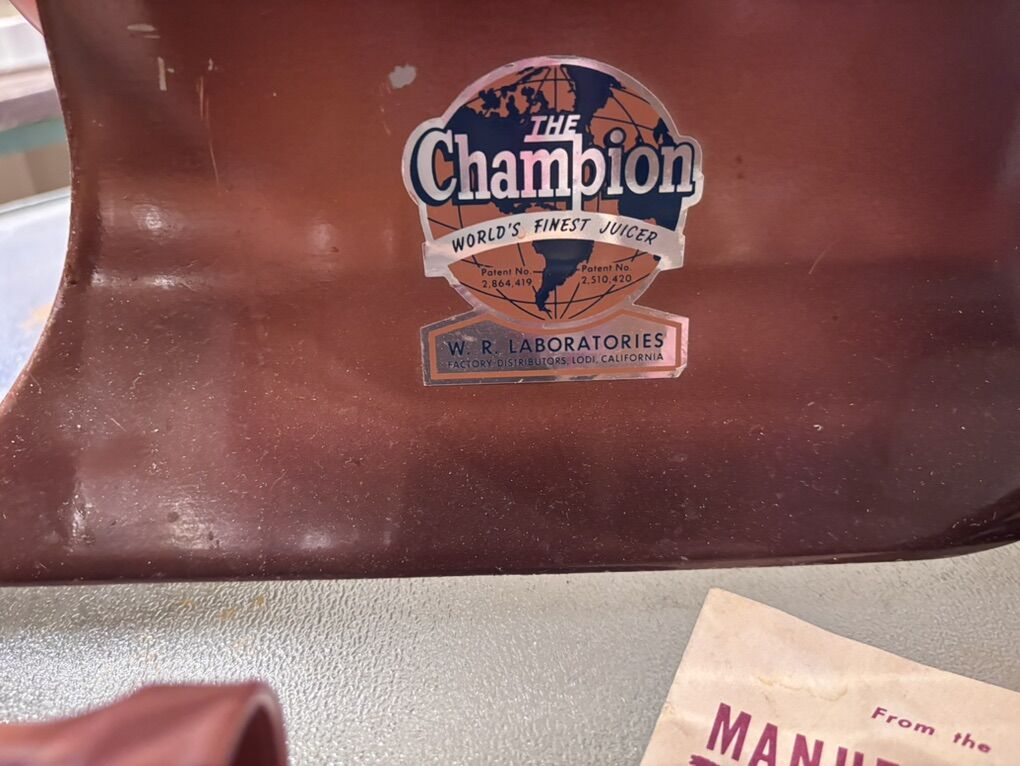 THE
Champion
WORLD'S FINEST JUICER
Patent No.
2,864,419
Patent No.
2,510,420
W. R. LABORATORIES
FACTORY DISTRIBUTORS, LODI, CALIFORNIA
From the